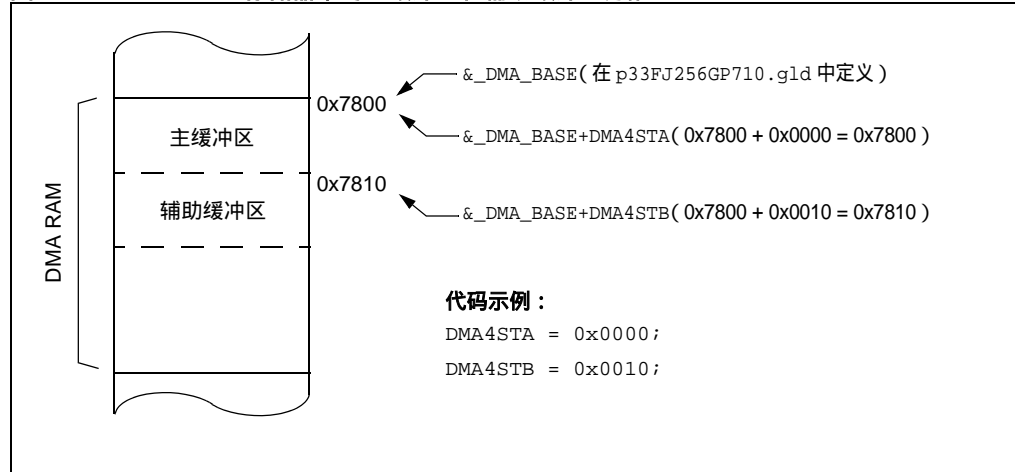 &_DMA_BASE( 在 p33FJ256GP710.gld 中定义 )
0x7800
主缓冲区
&_DMA_BASE+DMA4STA( 0x7800 + 0x0000 = 0x7800 )
0x7810
辅助缓冲区
&_DMA_BASE+DMA4STB( 0x7800 + 0x0010 = 0x7810 )
DMA RAM
代码示例：
DMA4STA = 0x0000;
DMA4STB = 0x0010;